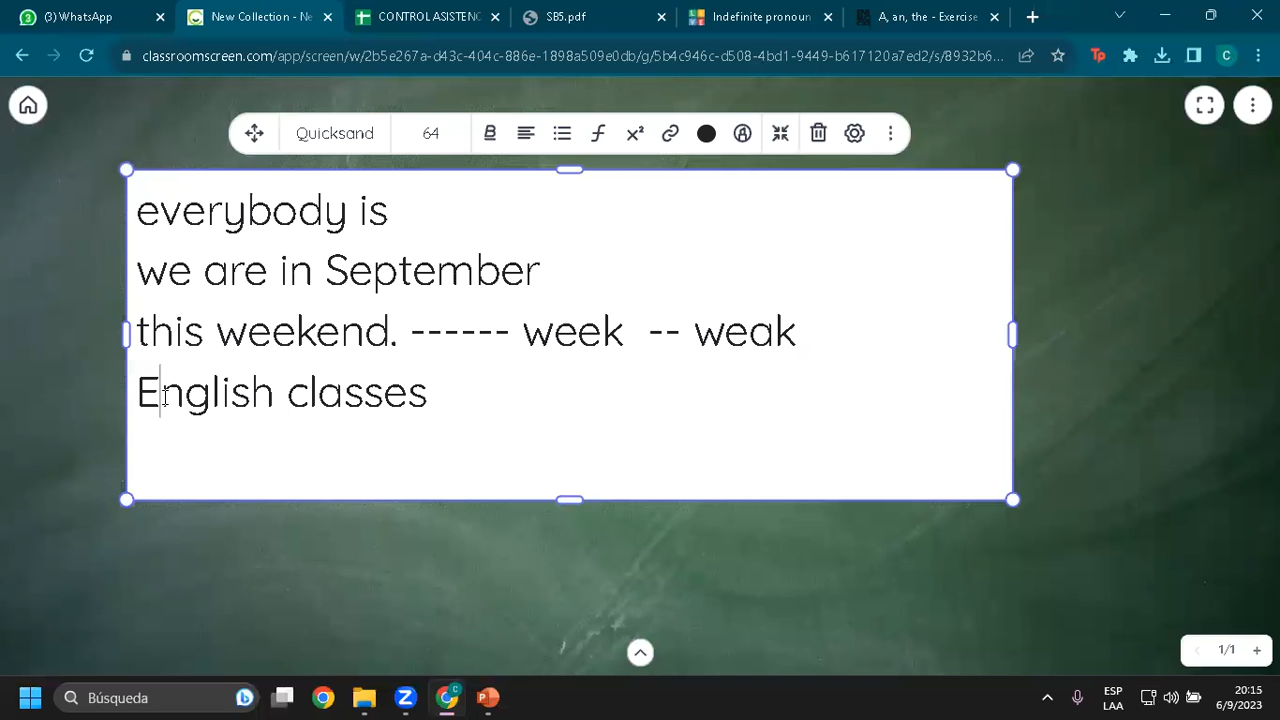 (3) WhatsApp
New Collection - Ne
CONTROL ASISTENC
SB5.pdf
Indefinite pronoun
A, an, the - Exercise
classroomscreen.com/app/screen/w/2b5e267a-d43c-404c-886e-1898a509e0db/g/5b4c946c-d508-4bd1-9449-b617120a7ed2/s/8932b6...
Quicksand 64
everybody is
we are in September
this weekend. ------ week -- weak
English classes
1/1
Búsqueda
ESP
LAA
20:15
6/9/2023